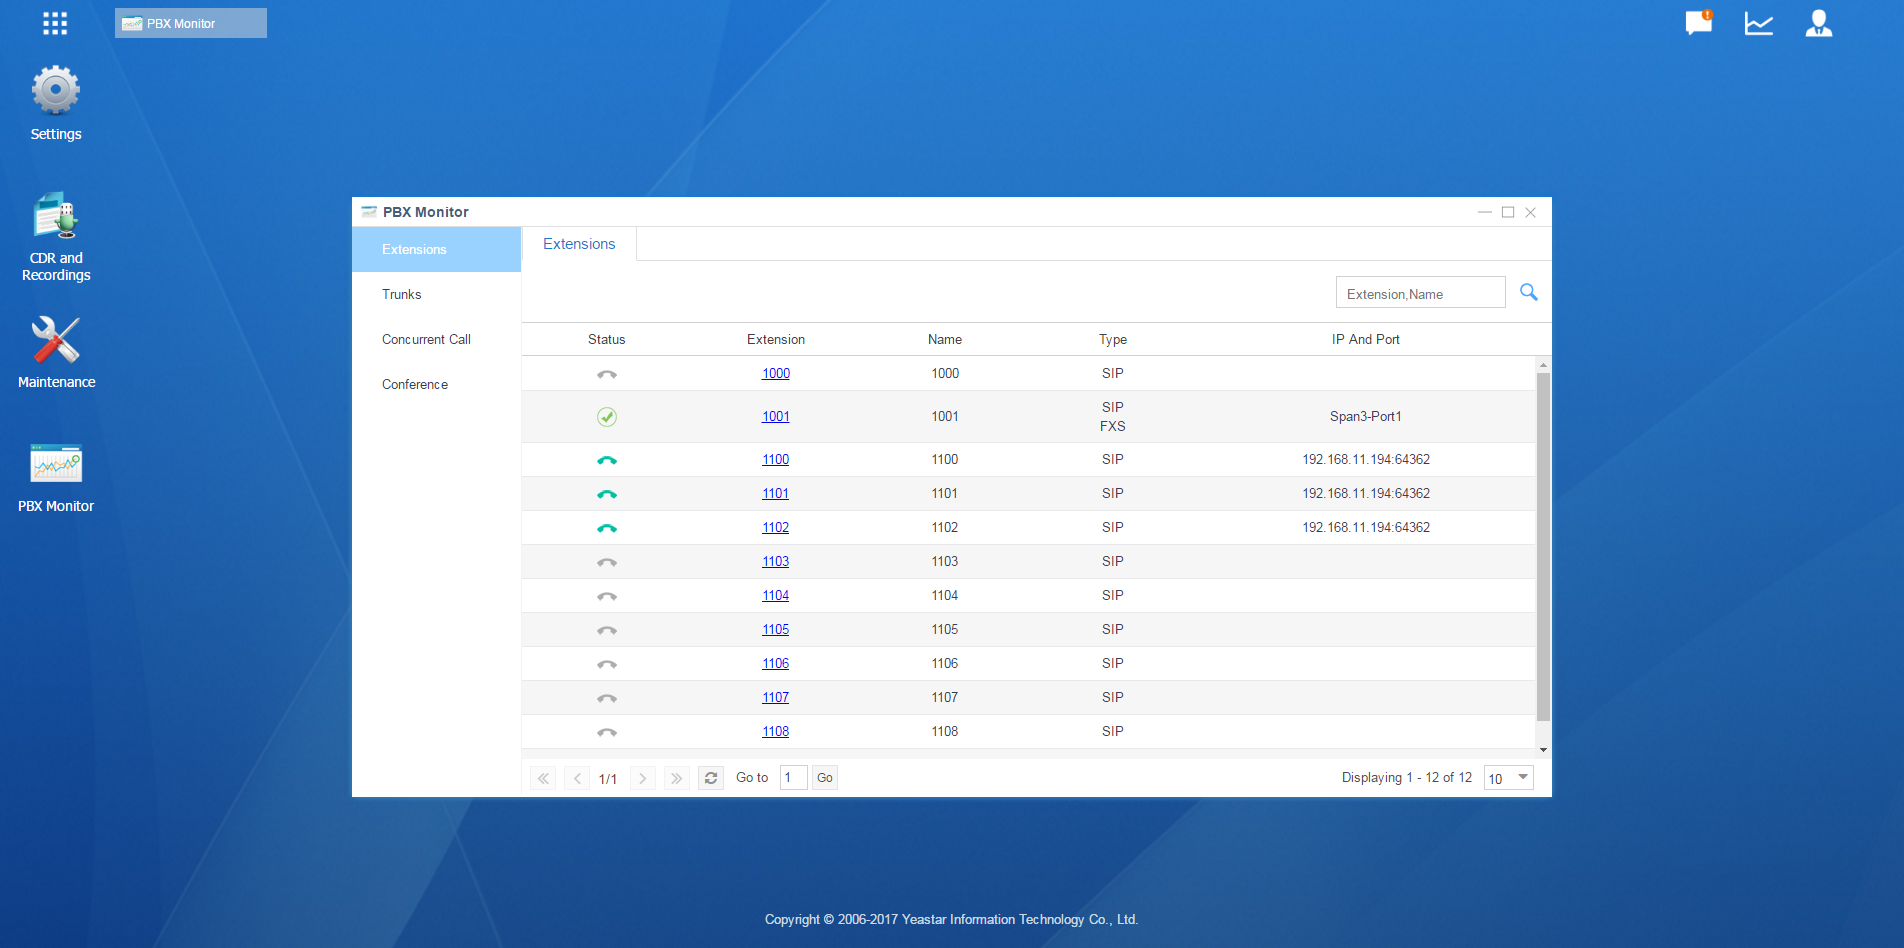 PBX Monitor
Settings
CDR and
Recordings
Maintenance
PBX Monitor
PBX Monitor
Extensions
Trunks
Concurrent Call
Conference
Extensions
Extension,Name
Status Extension Name Type IP And Port
1000 1000 SIP
1001 1001 SIP FXS Span3-Port1
1100 1100 SIP 192.168.11.194:64362
1101 1101 SIP 192.168.11.194:64362
1102 1102 SIP 192.168.11.194:64362
1103 1103 SIP
1104 1104 SIP
1105 1105 SIP
1106 1106 SIP
1107 1107 SIP
1108 1108 SIP
1/1 Go to 1 Go Displaying 1 - 12 of 12 10
Copyright © 2006-2017 Yeastar Information Technology Co., Ltd.